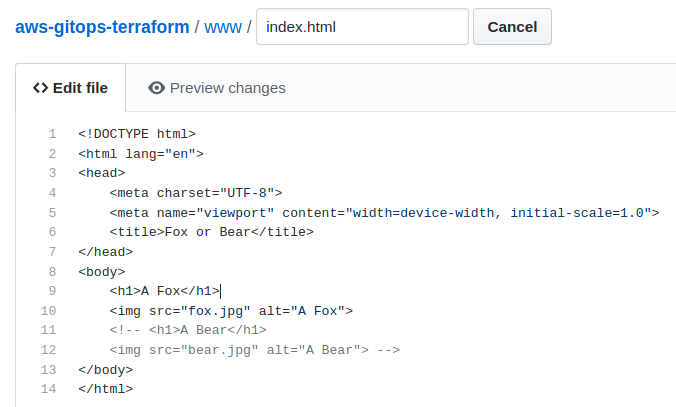 aws-gitops-terraform / www / index.html Cancel
<> Edit file Preview changes
1 <!DOCTYPE html>
2 <html lang="en">
3 <head>
4     <meta charset="UTF-8">
5     <meta name="viewport" content="width=device-width, initial-scale=1.0">
6     <title>Fox or Bear</title>
7 </head>
8 <body>
9     <h1>A Fox</h1>
10     <img src="fox.jpg" alt="A Fox">
11     <!-- <h1>A Bear</h1>
12     <img src="bear.jpg" alt="A Bear"> -->
13 </body>
14 </html>